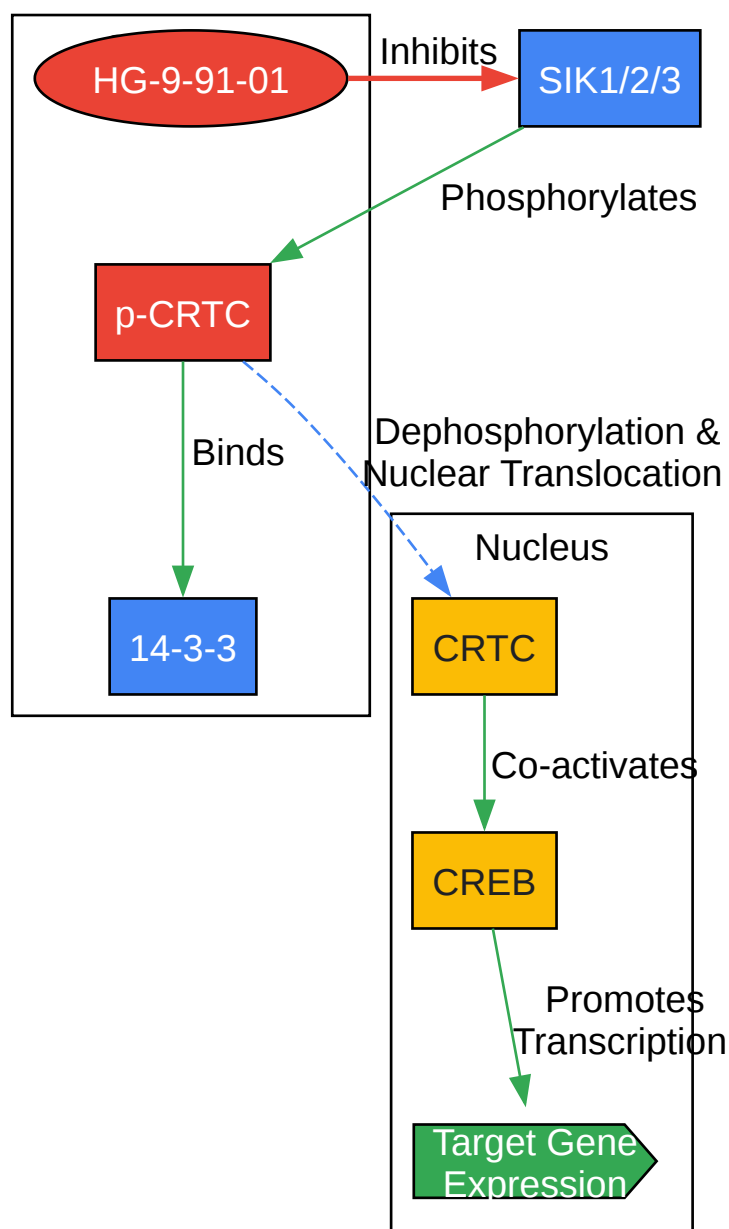 HG-9-91-01
Inhibits
SIK1/2/3
Phosphorylates
p-CRTC
Binds
Dephosphorylation &
Nuclear Translocation
Nucleus
14-3-3
CRTC
Co-activates
CREB
Promotes
Transcription
Target Gene
Expression